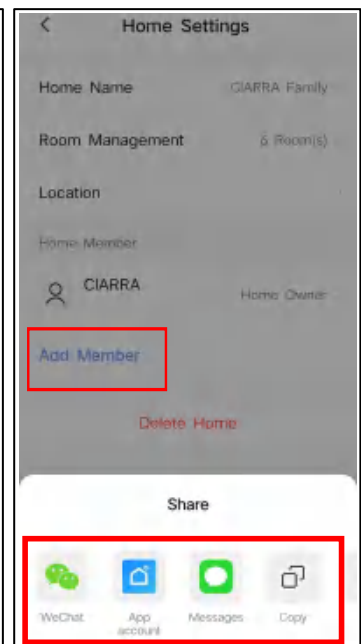 Home Settings
Home Name CIARRA Family
Room Management 6 Room(s)
Location
Home Member
CIARRA
Home Owner
Add Member
Delete Home
Share
WeChat App account Messages Copy